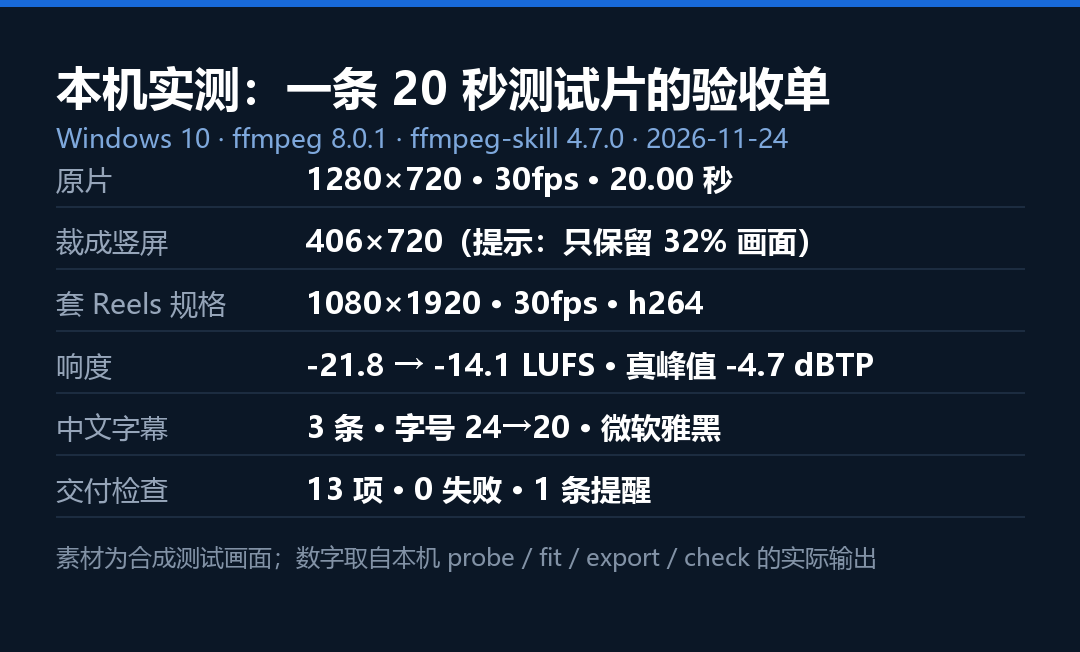 本机实测：一条 20 秒测试片的验收单
Windows 10 · ffmpeg 8.0.1 · ffmpeg-skill 4.7.0 · 2026-11-24
原片 1280×720 • 30fps • 20.00 秒
裁成竖屏 406×720（提示：只保留 32% 画面）
套 Reels 规格 1080×1920 • 30fps • h264
响度 -21.8 → -14.1 LUFS • 真峰值 -4.7 dBTP
中文字幕 3 条 • 字号 24→20 • 微软雅黑
交付检查 13 项 • 0 失败 • 1 条提醒
素材为合成测试画面；数字取自本机 probe / fit / export / check 的实际输出